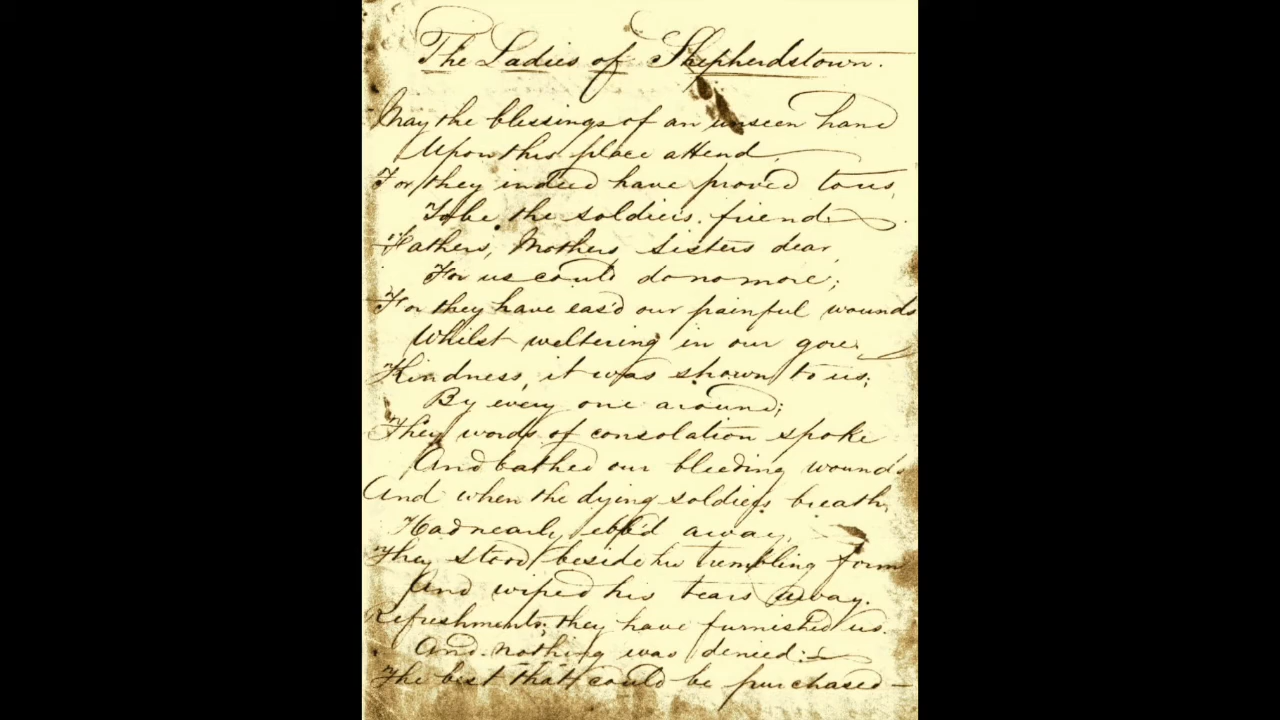 The Ladies of Shepherdstown.
May the blessings of an unseen hand
Upon this place attend
For they indeed have proved to us,
To be the soldiers friend.
Fathers, Mothers, Sisters dear,
For us could do no more;
For they have eas'd our painful wounds
Whilst weltering in our gore.
Kindness, it was shown to us;
By every one around;
They words of consolation spoke
And bathed our bleeding wounds
And when the dying soldiers breath,
Had nearly ebb'd away,
They stood beside his trembling form
And wiped his tears away.
Refreshments, they have furnished us.
And nothing was denied:
The best that could be purchased –